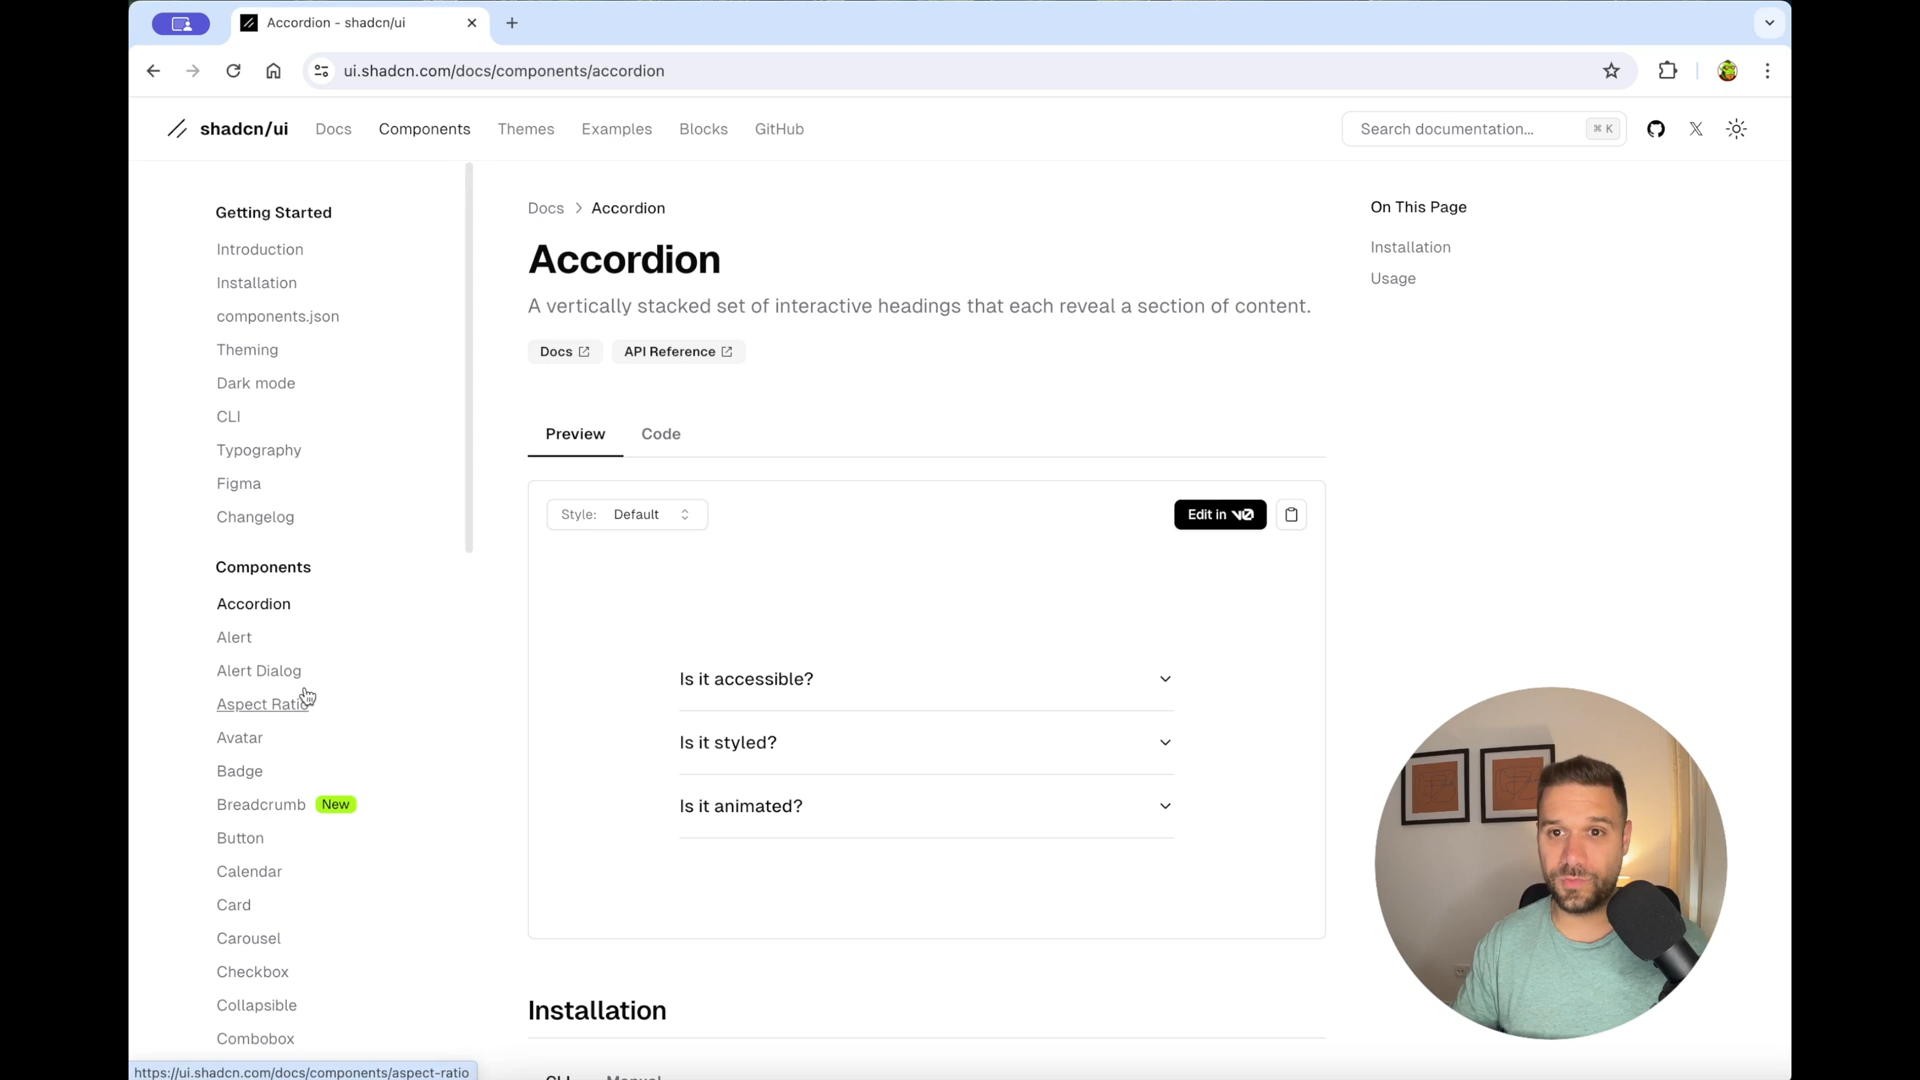 Accordion - shadcn/ui
ui.shadcn.com/docs/components/accordion
shadcn/ui Docs Components Themes Examples Blocks GitHub Search documentation... ⌘ K
Getting Started
Introduction
Installation
components.json
Theming
Dark mode
CLI
Typography
Figma
Changelog
Components
Accordion
Alert
Alert Dialog
Aspect Ratio
Avatar
Badge
Breadcrumb New
Button
Calendar
Card
Carousel
Checkbox
Collapsible
Combobox
https://ui.shadcn.com/docs/components/aspect-ratio
Docs > Accordion
Accordion
A vertically stacked set of interactive headings that each reveal a section of content.
Docs API Reference
Preview Code
Style: Default Edit in v0
Is it accessible?
Is it styled?
Is it animated?
Installation
On This Page
Installation
Usage